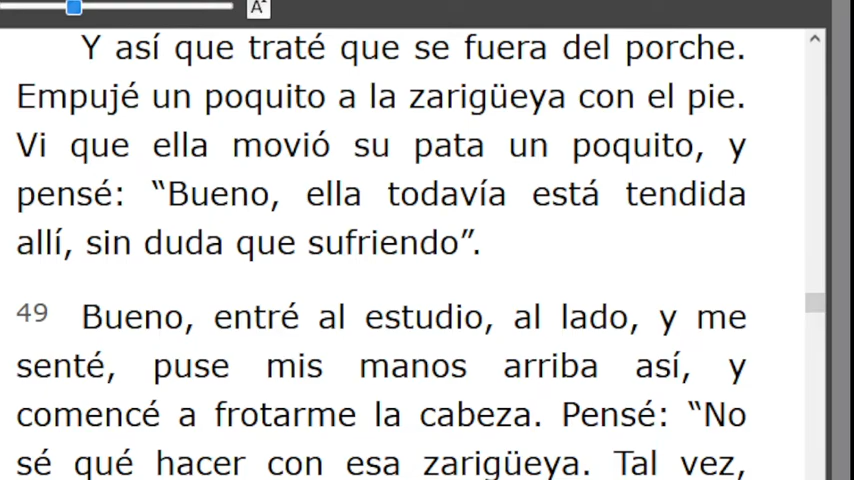 A
Y así que traté que se fuera del porche.
Empujé un poquito a la zarigüeya con el pie.
Vi que ella movió su pata un poquito, y
pensé: “Bueno, ella todavía está tendida
allí, sin duda que sufriendo”.
49 Bueno, entré al estudio, al lado, y me
senté, puse mis manos arriba así, y
comencé a frotarme la cabeza. Pensé: “No
sé qué hacer con esa zarigüeya. Tal vez,